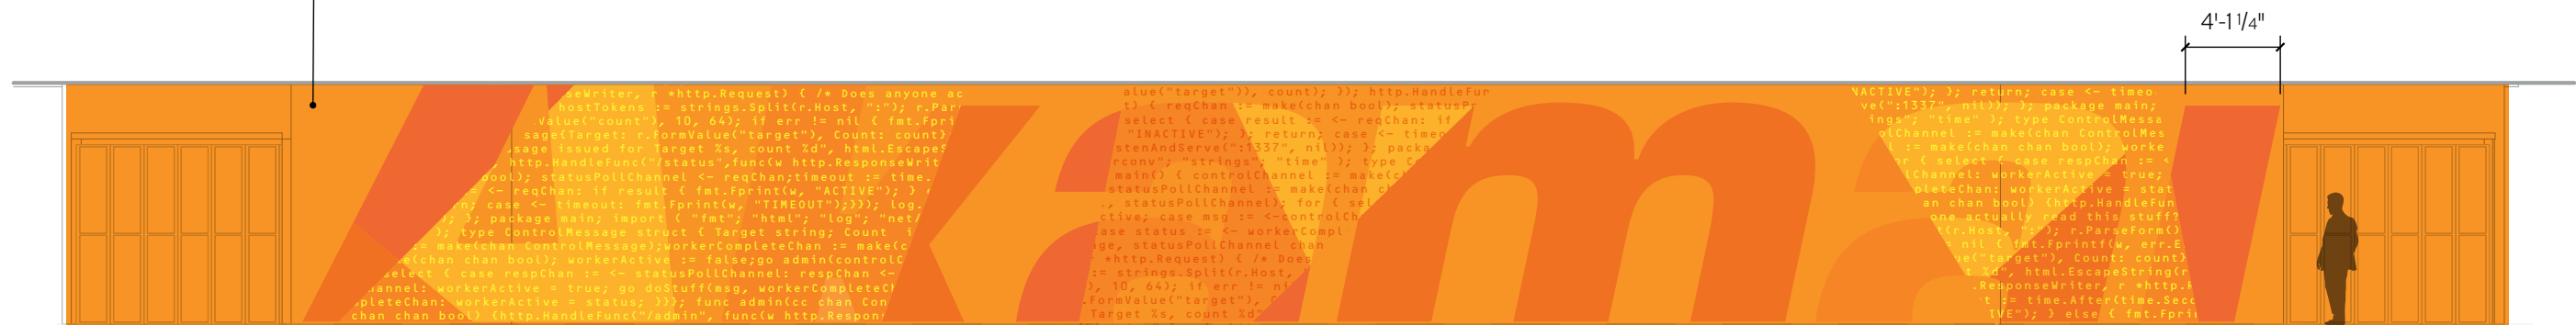 4'-1 1/4"
Akamai
seWriter, r *http.Request) { /* Does anyone ac
hostTokens := strings.Split(r.Host, ":"); r.Par
Value("count"), 10, 64); if err != nil { fmt.Fpri
sage{Target: r.FormValue("target"), Count: count}
sage issued for Target %s, count %d", html.EscapeS
http.HandleFunc("/status",func(w http.ResponseWrit
bool); statusPollChannel <- reqChan;timeout := time.
<- reqChan: if result { fmt.Fprint(w, "ACTIVE"); }
rn; case <- timeout: fmt.Fprint(w, "TIMEOUT");}}); log.
); }; package main; import ( "fmt"; "html"; "log"; "net/
); type ControlMessage struct { Target string; Count
:= make(chan ControlMessage);workerCompleteChan := make(c
e(chan chan bool); workerActive := false;go admin(controlC
select { case respChan := <- statusPollChannel: respChan <-
hannel: workerActive = true; go doStuff(msg, workerCompleteCh
pleteChan: workerActive = status; }}}; func admin(cc chan Con
chan chan bool) {http.HandleFunc("/admin", func(w http.Respon
alue("target")), count); }); http.HandleFur
t) { reqChan := make(chan bool); statusPr
select { case result := <- reqChan: if
"INACTIVE"); }; return; case <- timeo
stenAndServe(":1337", nil)); }; packa
rconv"; "strings"; "time" ); type Co
main() { controlChannel := make(c
statusPollChannel := make(chan ch
., statusPollChannel); for { sel
ctive; case msg := <-controlCh
case status := <- workerCompl
age, statusPollChannel chan
*http.Request) { /* Does
:= strings.Split(r.Host,
), 10, 64); if err != ni
.FormValue("target"), C
Target %s, count %d"
NACTIVE"); }; return; case <- timeo
ve(":1337", nil)); }; package main;
ings"; "time" ); type ControlMessa
olChannel := make(chan ControlMes
l := make(chan chan bool); worke
or { select { case respChan := <
lChannel: workerActive = true;
pleteChan: workerActive = stat
an chan bool) {http.HandleFun
one actually read this stuff?
t(r.Host, ":"); r.ParseForm()
= nil { fmt.Fprintf(w, err.E
ue("target"), Count: count}
t %d", html.EscapeString(r
.ResponseWriter, r *http.R
t := time.After(time.Seco
IVE"); } else { fmt.Fprin